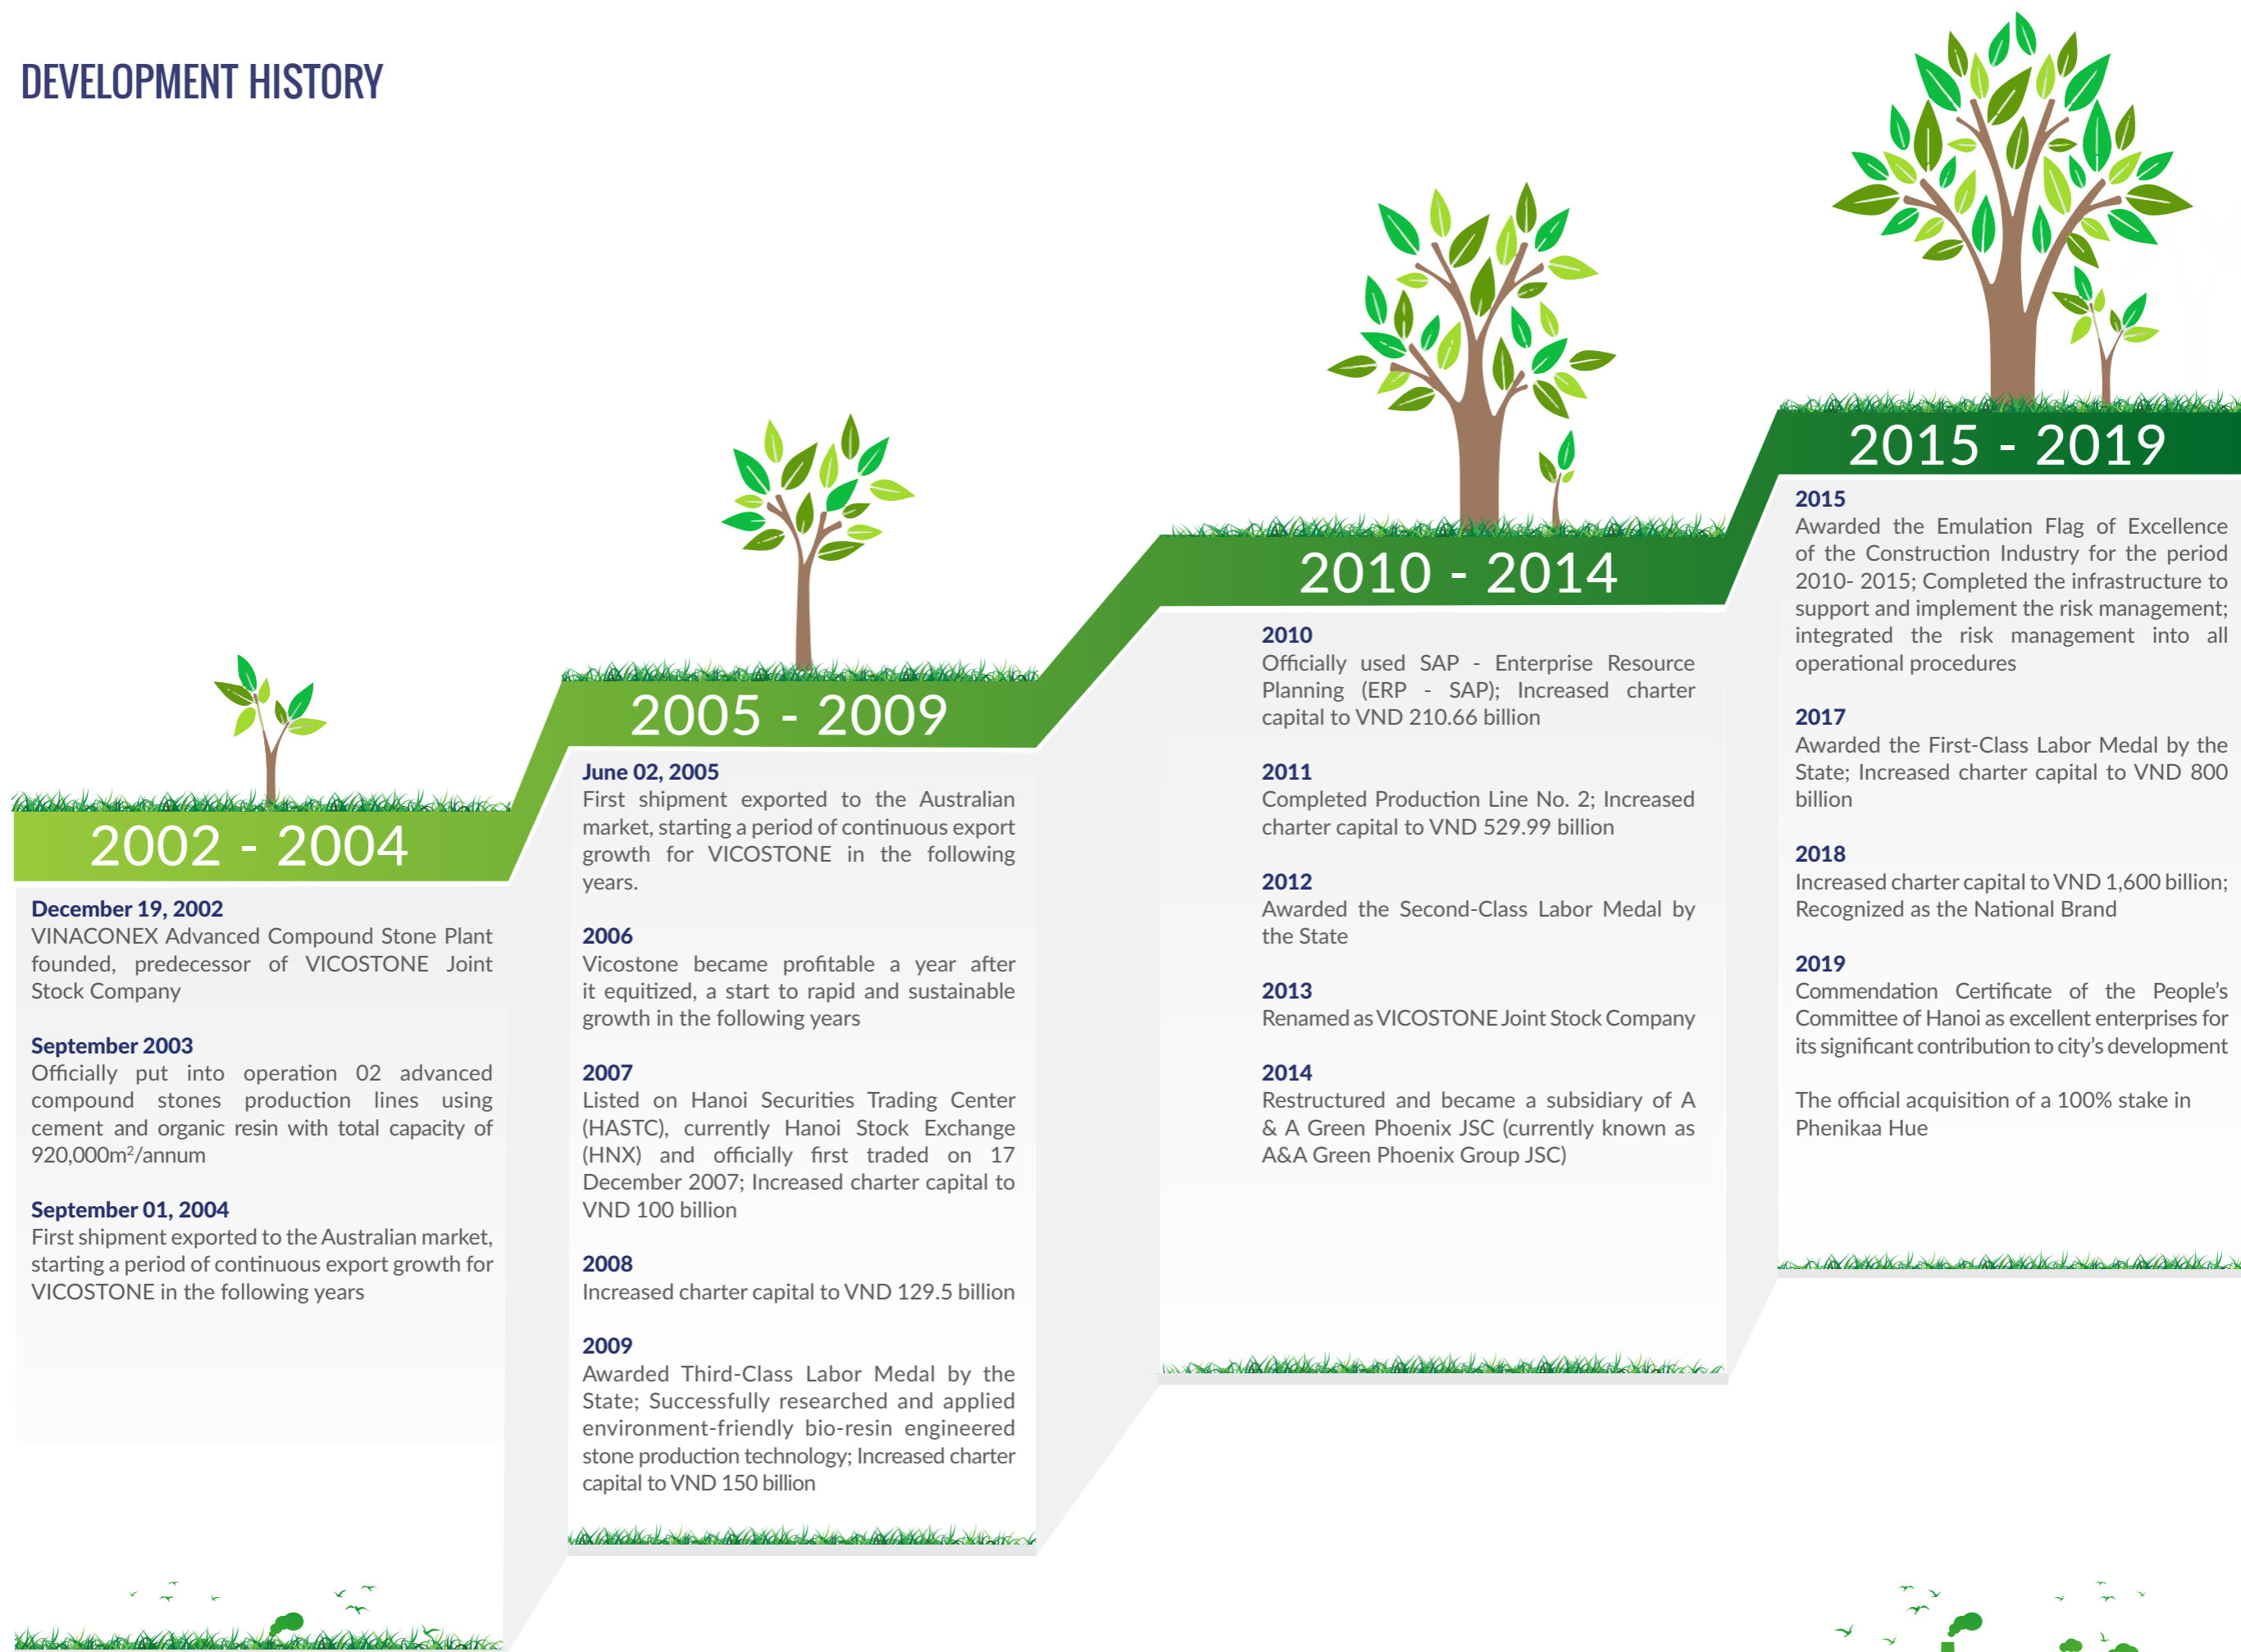 DEVELOPMENT HISTORY
2002 - 2004
December 19, 2002
VINACONEX Advanced Compound Stone Plant
founded, predecessor of VICOSTONE Joint
Stock Company
September 2003
Officially put into operation 02 advanced
compound stones production lines using
cement and organic resin with total capacity of
920,000m²/annum
September 01, 2004
First shipment exported to the Australian market,
starting a period of continuous export growth for
VICOSTONE in the following years
2005 - 2009
June 02, 2005
First shipment exported to the Australian
market, starting a period of continuous export
growth for VICOSTONE in the following
years.
2006
Vicostone became profitable a year after
it equitized, a start to rapid and sustainable
growth in the following years
2007
Listed on Hanoi Securities Trading Center
(HASTC), currently Hanoi Stock Exchange
(HNX) and officially first traded on 17
December 2007; Increased charter capital to
VND 100 billion
2008
Increased charter capital to VND 129.5 billion
2009
Awarded Third-Class Labor Medal by the
State; Successfully researched and applied
environment-friendly bio-resin engineered
stone production technology; Increased charter
capital to VND 150 billion
2010 - 2014
2010
Officially used SAP - Enterprise Resource
Planning (ERP - SAP); Increased charter
capital to VND 210.66 billion
2011
Completed Production Line No. 2; Increased
charter capital to VND 529.99 billion
2012
Awarded the Second-Class Labor Medal by
the State
2013
Renamed as VICOSTONE Joint Stock Company
2014
Restructured and became a subsidiary of A
& A Green Phoenix JSC (currently known as
A&A Green Phoenix Group JSC)
2015 - 2019
2015
Awarded the Emulation Flag of Excellence
of the Construction Industry for the period
2010- 2015; Completed the infrastructure to
support and implement the risk management;
integrated the risk management into all
operational procedures
2017
Awarded the First-Class Labor Medal by the
State; Increased charter capital to VND 800
billion
2018
Increased charter capital to VND 1,600 billion;
Recognized as the National Brand
2019
Commendation Certificate of the People's
Committee of Hanoi as excellent enterprises for
its significant contribution to city's development
The official acquisition of a 100% stake in
Phenikaa Hue